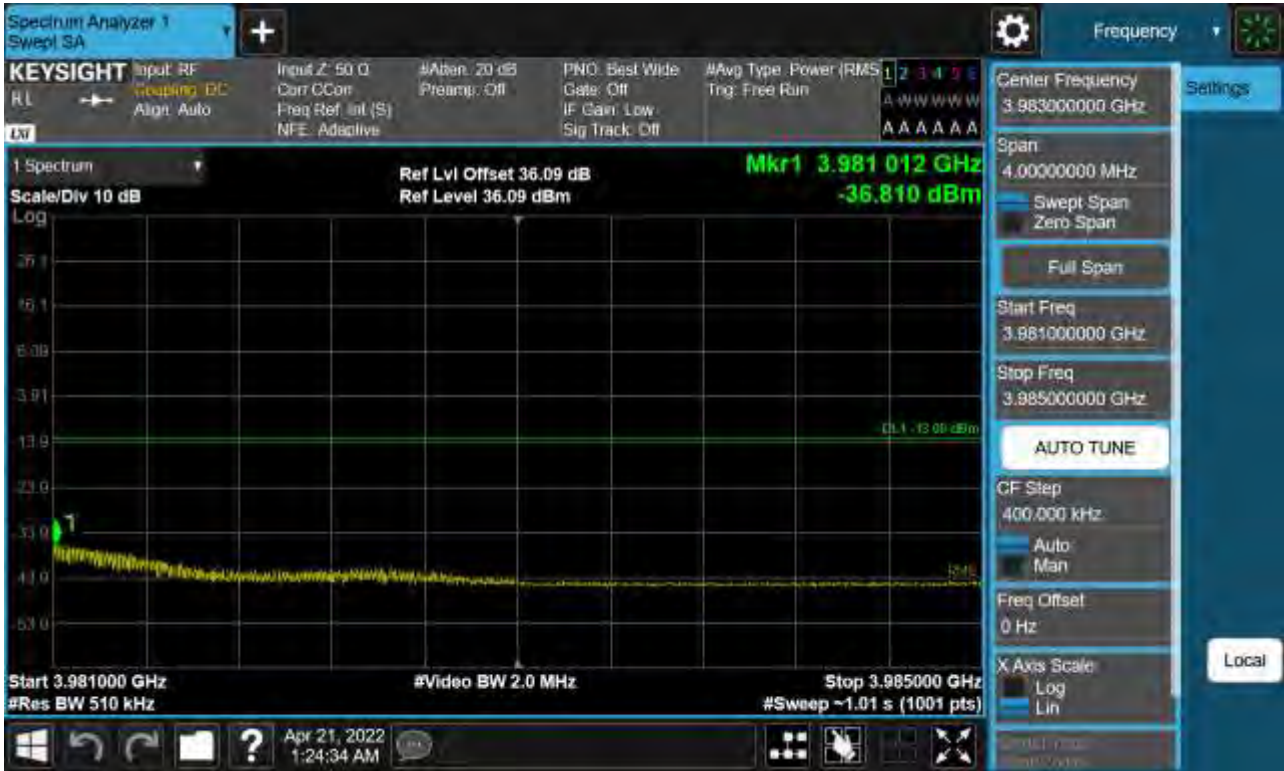 Spectrum Analyzer 1
Swept SA
Frequency
KEYSIGHT
RL
LXI
Input: RF
Coupling: DC
Align: Auto
Input Z: 50 Ω
Corr CCorr
Freq Ref: Int (S)
NFE: Adaptive
#Atten: 20 dB
Preamp: Off
PNO: Best Wide
Gate: Off
IF Gain: Low
Sig Track: Off
#Avg Type: Power (RMS
Trig: Free Run
1 2 3 4 5 6
A W W W W W
A A A A A A
1 Spectrum
Scale/Div 10 dB
Log
Ref Lvl Offset 36.09 dB
Ref Level 36.09 dBm
Mkr1 3.981 012 GHz
-36.810 dBm
26.1
16.1
6.09
-3.91
-13.9
-23.9
-33.9
-43.9
-53.9
DL1 -13.00 dBm
1
RMS
Start 3.981000 GHz
#Res BW 510 kHz
#Video BW 2.0 MHz
Stop 3.985000 GHz
#Sweep ~1.01 s (1001 pts)
Center Frequency
3.983000000 GHz
Span
4.00000000 MHz
Swept Span
Zero Span
Full Span
Start Freq
3.981000000 GHz
Stop Freq
3.985000000 GHz
AUTO TUNE
CF Step
400.000 kHz
Auto
Man
Freq Offset
0 Hz
X Axis Scale
Log
Lin
Settings
Local
?
Apr 21, 2022
1:24:34 AM